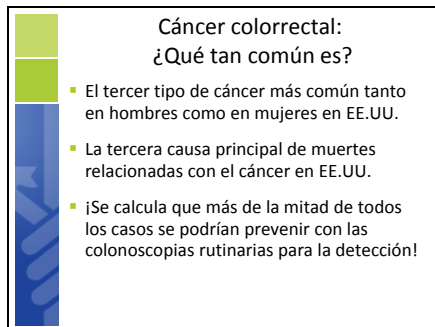 Cáncer colorrectal:
¿Qué tan común es?
▪ El tercer tipo de cáncer más común tanto
en hombres como en mujeres en EE.UU.
▪ La tercera causa principal de muertes
relacionadas con el cáncer en EE.UU.
▪ ¡Se calcula que más de la mitad de todos
los casos se podrían prevenir con las
colonoscopias rutinarias para la detección!